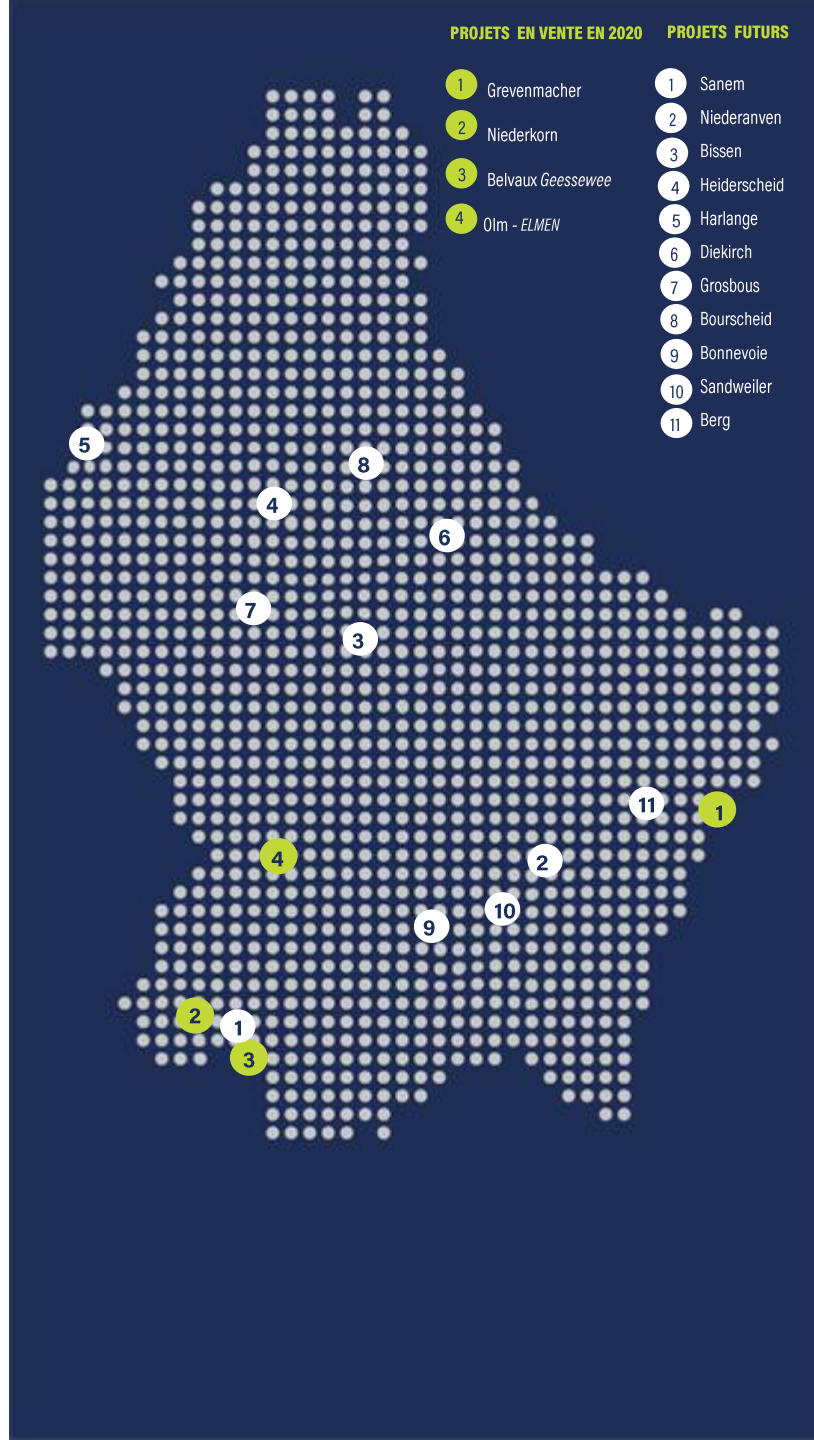 PROJETS EN VENTE EN 2020
1 Grevenmacher
2 Niederkorn
3 Belvaux Geessewee
4 Olm - ELMEN
PROJETS FUTURS
1 Sanem
2 Niederanven
3 Bissen
4 Heiderscheid
5 Harlange
6 Diekirch
7 Grosbous
8 Bourscheid
9 Bonnevoie
10 Sandweiler
11 Berg
5
8
4
6
7
3
11
1
4
2
10
9
2
1
3